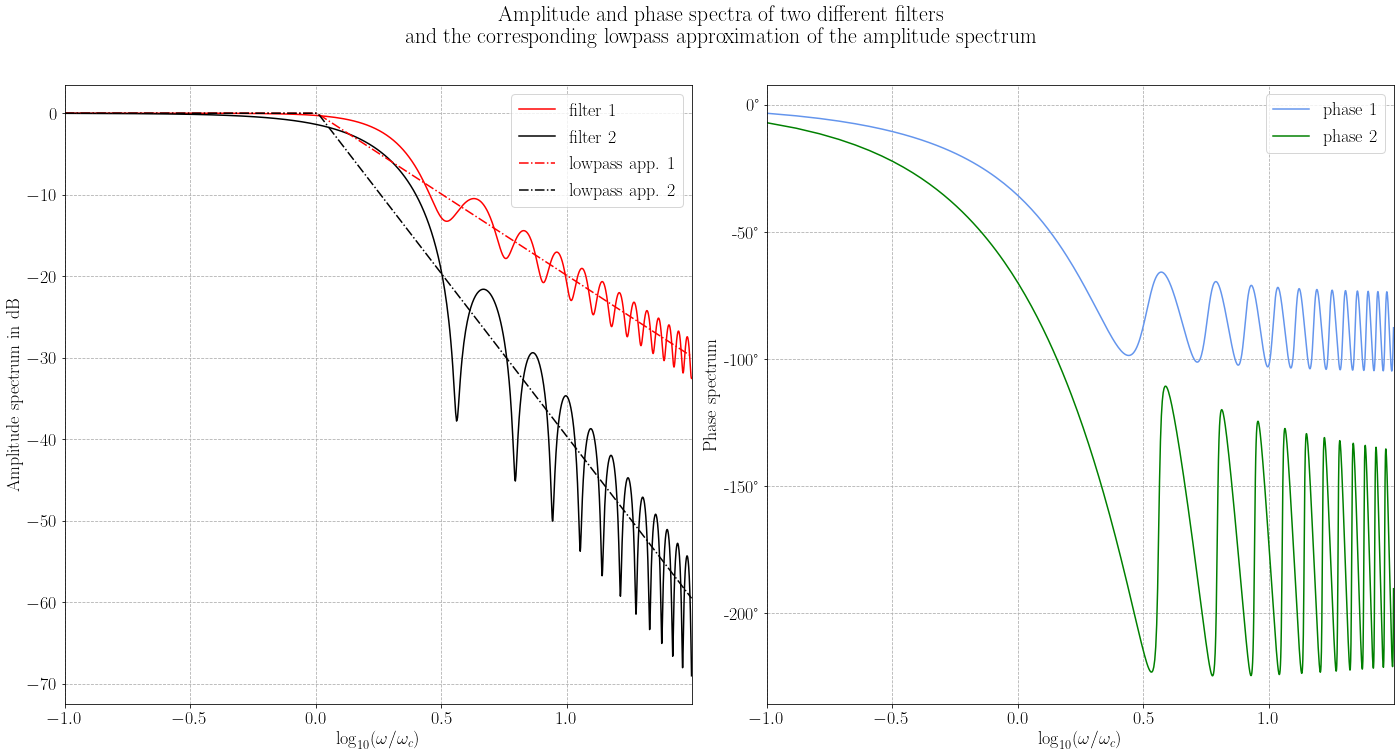 Amplitude and phase spectra of two different filters
and the corresponding lowpass approximation of the amplitude spectrum
Amplitude spectrum in dB
0
−10
−20
−30
−40
−50
−60
−70
−1.0
−0.5
0.0
0.5
1.0
log₁₀(ω/ω_c)
filter 1
filter 2
lowpass app. 1
lowpass app. 2
Phase spectrum
0°
-50°
-100°
-150°
-200°
−1.0
−0.5
0.0
0.5
1.0
log₁₀(ω/ω_c)
phase 1
phase 2